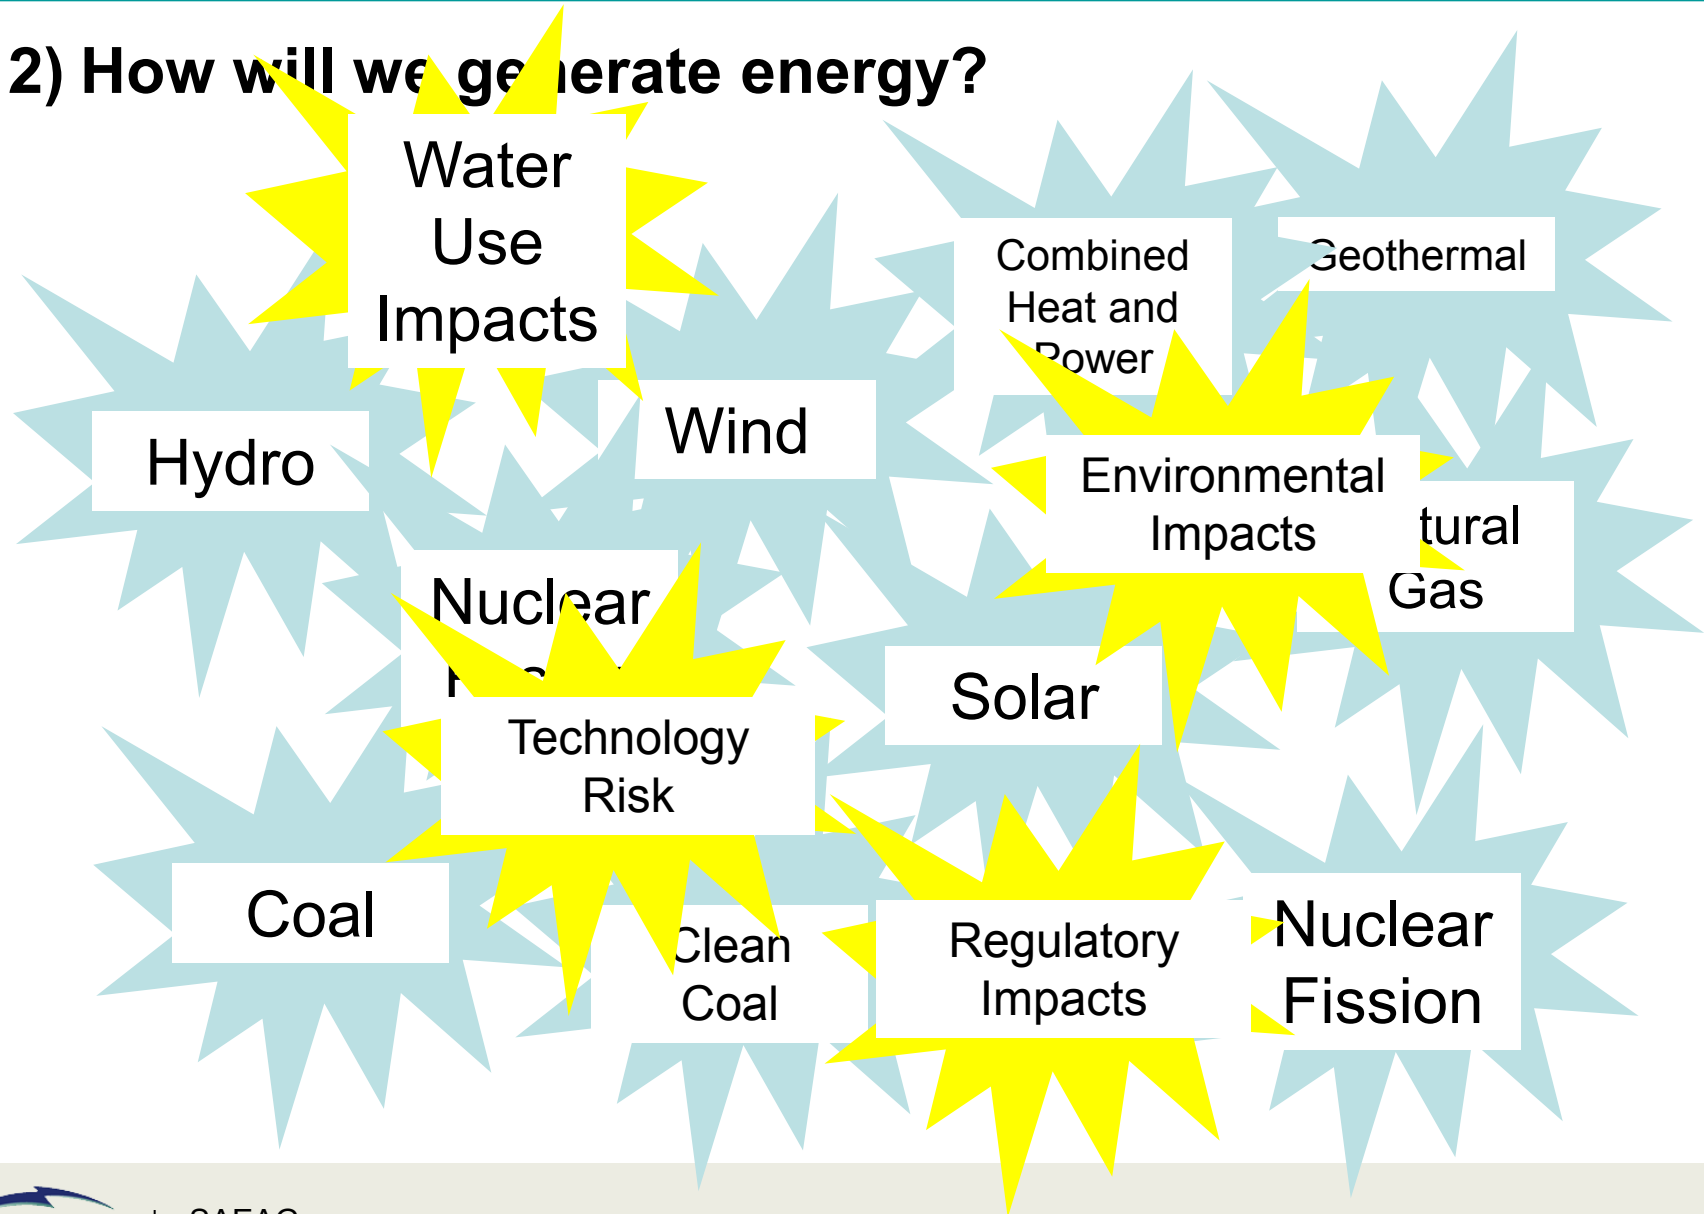 2) How will we generate energy?
Water
Use
Impacts
Combined
Heat and
Power
Geothermal
Hydro
Wind
Environmental
Impacts
tural
Gas
Nuclear
Solar
Technology
Risk
Coal
Clean
Coal
Regulatory
Impacts
Nuclear
Fission